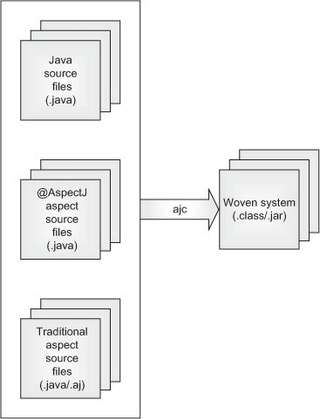 Java
source
files
(.java)
@AspectJ
aspect
source
files
(.java)
Traditional
aspect
source
files
(.java/.aj)
ajc
Woven system
(.class/.jar)